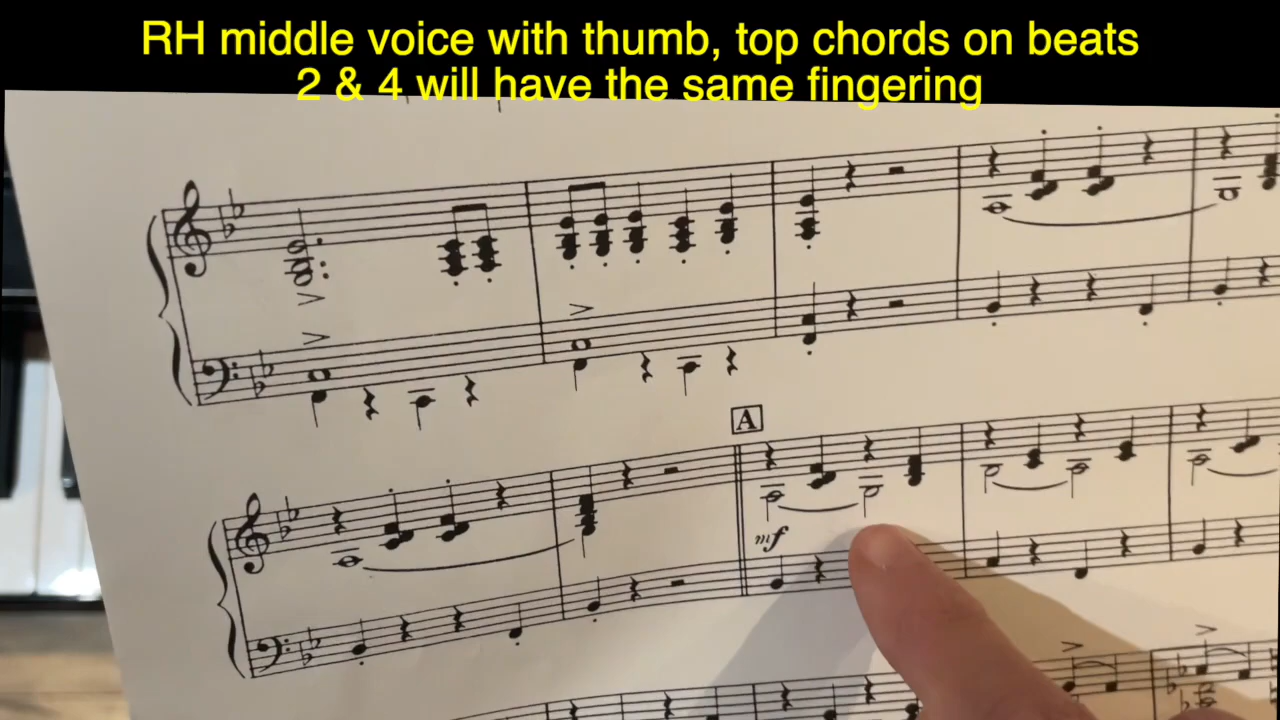 RH middle voice with thumb, top chords on beats
2 & 4 will have the same fingering
A
mf